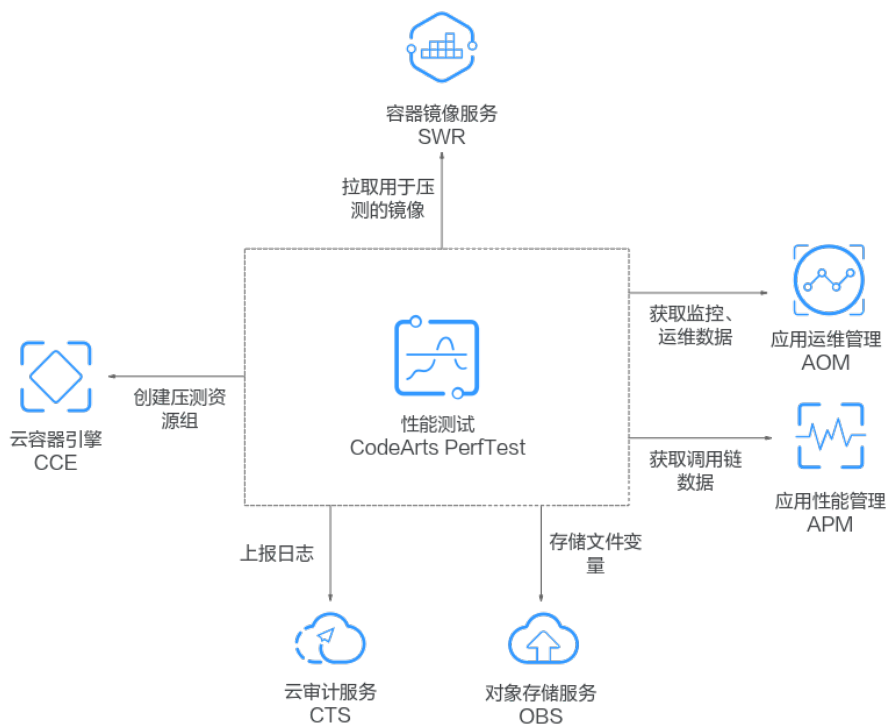 容器镜像服务
SWR
拉取用于压
测的镜像
获取监控、
运维数据
应用运维管理
AOM
创建压测资
源组
云容器引擎
CCE
性能测试
CodeArts PerfTest
获取调用链
数据
应用性能管理
APM
上报日志
存储文件变
量
云审计服务
CTS
对象存储服务
OBS